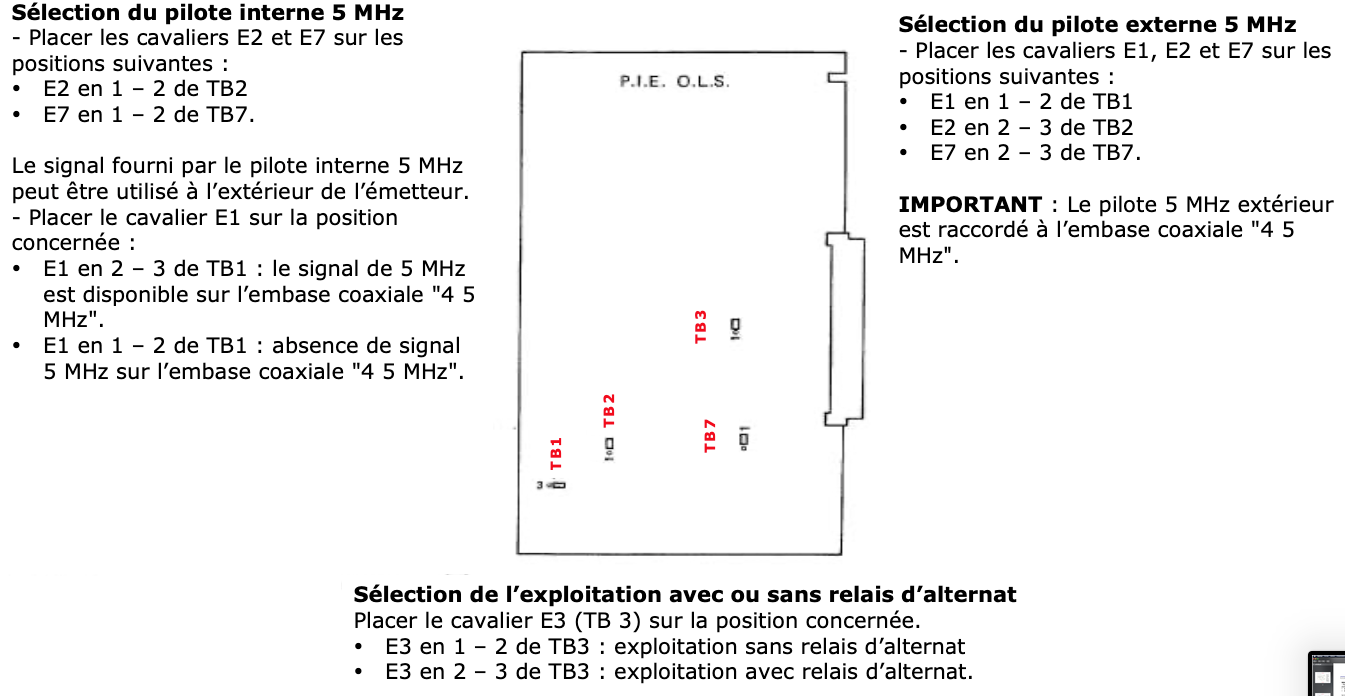 Sélection du pilote interne 5 MHz
- Placer les cavaliers E2 et E7 sur les
positions suivantes :
• E2 en 1 – 2 de TB2
• E7 en 1 – 2 de TB7.
Le signal fourni par le pilote interne 5 MHz
peut être utilisé à l’extérieur de l’émetteur.
- Placer le cavalier E1 sur la position
concernée :
• E1 en 2 – 3 de TB1 : le signal de 5 MHz
est disponible sur l’embase coaxiale "4 5
MHz".
• E1 en 1 – 2 de TB1 : absence de signal
5 MHz sur l’embase coaxiale "4 5 MHz".
P.I.E. O.L.S.
TB3
1
TB2
1
TB7
1
TB1
3
Sélection du pilote externe 5 MHz
- Placer les cavaliers E1, E2 et E7 sur les
positions suivantes :
• E1 en 1 – 2 de TB1
• E2 en 2 – 3 de TB2
• E7 en 2 – 3 de TB7.
IMPORTANT : Le pilote 5 MHz extérieur
est raccordé à l’embase coaxiale "4 5
MHz".
Sélection de l’exploitation avec ou sans relais d’alternat
Placer le cavalier E3 (TB 3) sur la position concernée.
• E3 en 1 – 2 de TB3 : exploitation sans relais d’alternat
• E3 en 2 – 3 de TB3 : exploitation avec relais d’alternat.